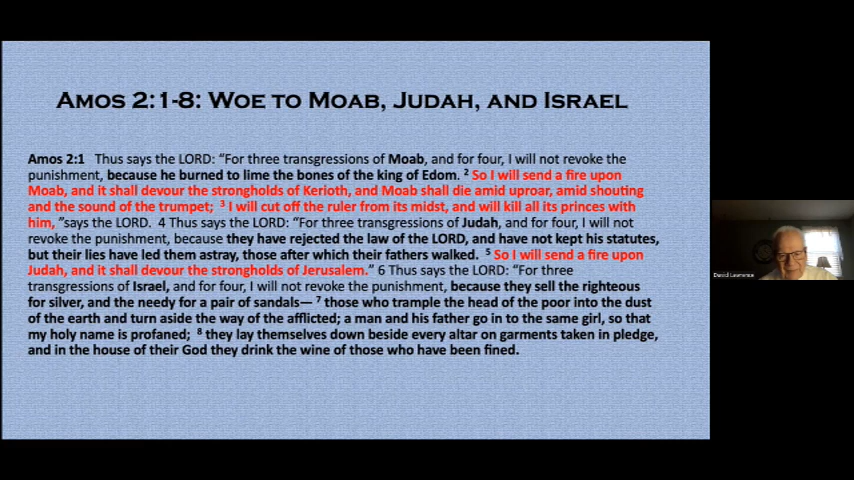 AMOS 2:1-8: WOE TO MOAB, JUDAH, AND ISRAEL
Amos 2:1 Thus says the LORD: “For three transgressions of Moab, and for four, I will not revoke the
punishment, because he burned to lime the bones of the king of Edom. 2 So I will send a fire upon
Moab, and it shall devour the strongholds of Kerioth, and Moab shall die amid uproar, amid shouting
and the sound of the trumpet; 3 I will cut off the ruler from its midst, and will kill all its princes with
him, ”says the LORD. 4 Thus says the LORD: “For three transgressions of Judah, and for four, I will not
revoke the punishment, because they have rejected the law of the LORD, and have not kept his statutes,
but their lies have led them astray, those after which their fathers walked. 5 So I will send a fire upon
Judah, and it shall devour the strongholds of Jerusalem.” 6 Thus says the LORD: “For three
transgressions of Israel, and for four, I will not revoke the punishment, because they sell the righteous
for silver, and the needy for a pair of sandals— 7 those who trample the head of the poor into the dust
of the earth and turn aside the way of the afflicted; a man and his father go in to the same girl, so that
my holy name is profaned; 8 they lay themselves down beside every altar on garments taken in pledge,
and in the house of their God they drink the wine of those who have been fined.
David Lawrence